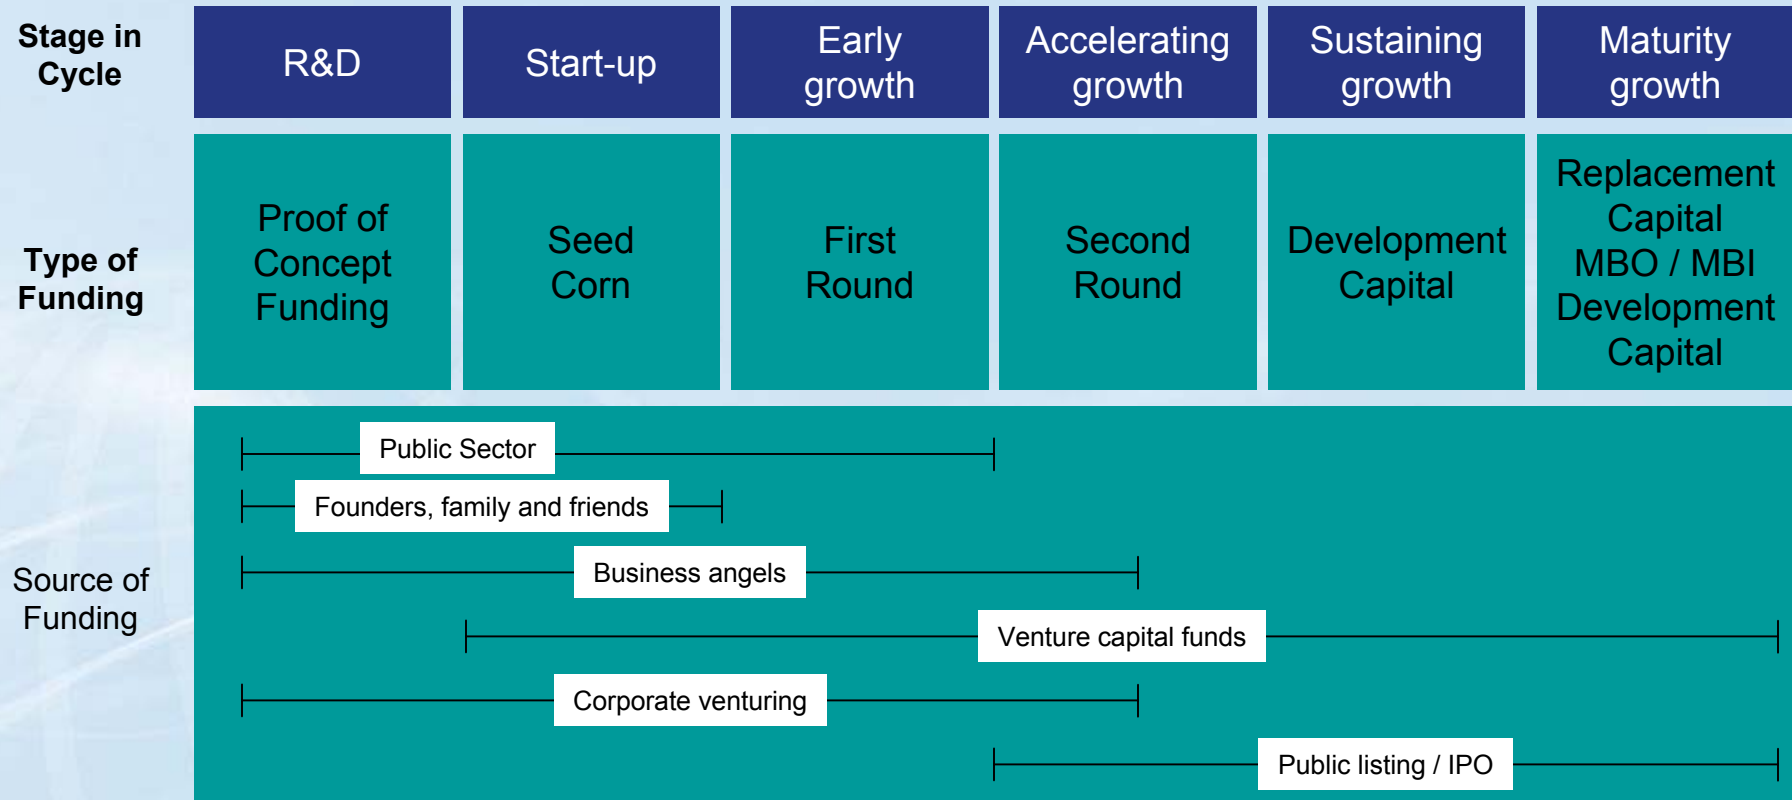 Stage in
Cycle
R&D
Start-up
Early
growth
Accelerating
growth
Sustaining
growth
Maturity
growth
Type of
Funding
Proof of
Concept
Funding
Seed
Corn
First
Round
Second
Round
Development
Capital
Replacement
Capital
MBO / MBI
Development
Capital
Source of
Funding
Public Sector
Founders, family and friends
Business angels
Venture capital funds
Corporate venturing
Public listing / IPO